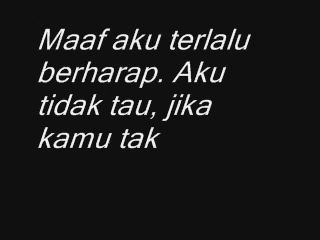 Maaf aku terlalu
berharap. Aku
tidak tau, jika
kamu tak